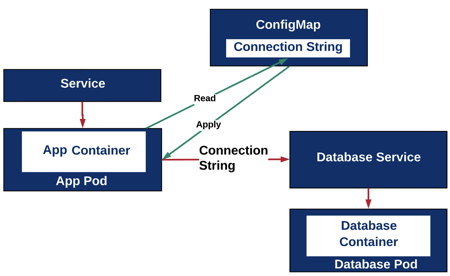 ConfigMap
Connection String
Service
Read
Apply
App Container
App Pod
Connection
String
Database Service
Database
Container
Database Pod